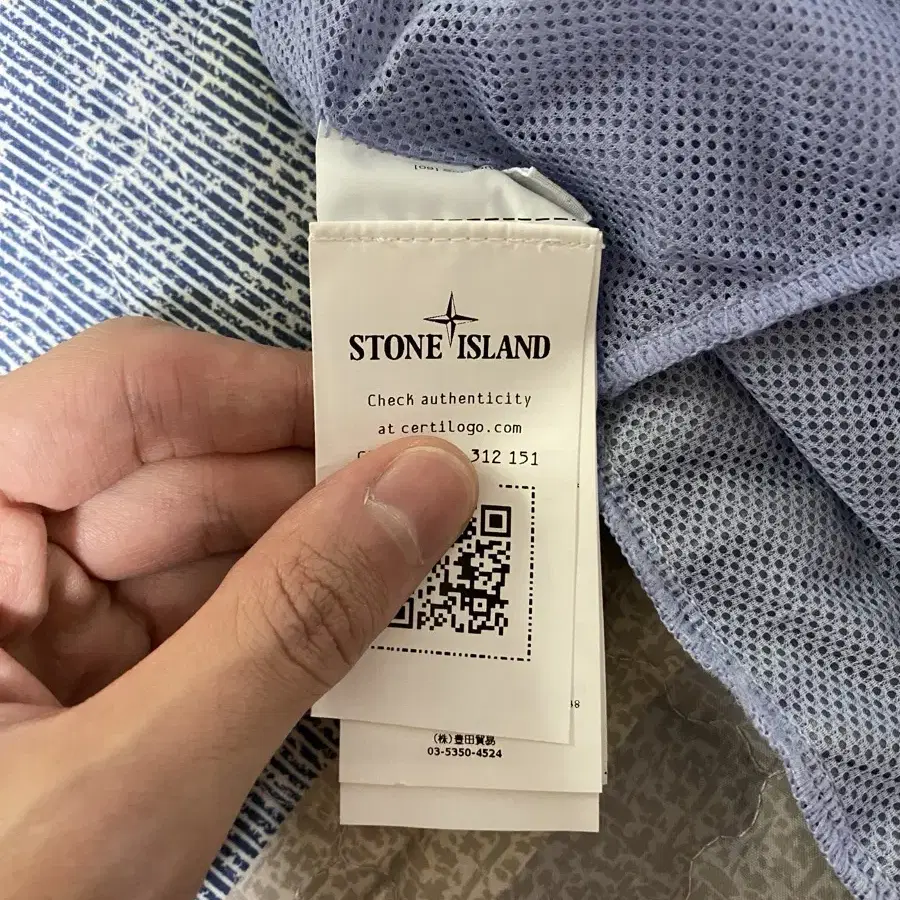 STONE ISLAND
Check authenticity
at certilogo.com
312 151
(株)豊田貿易
03-5350-4524